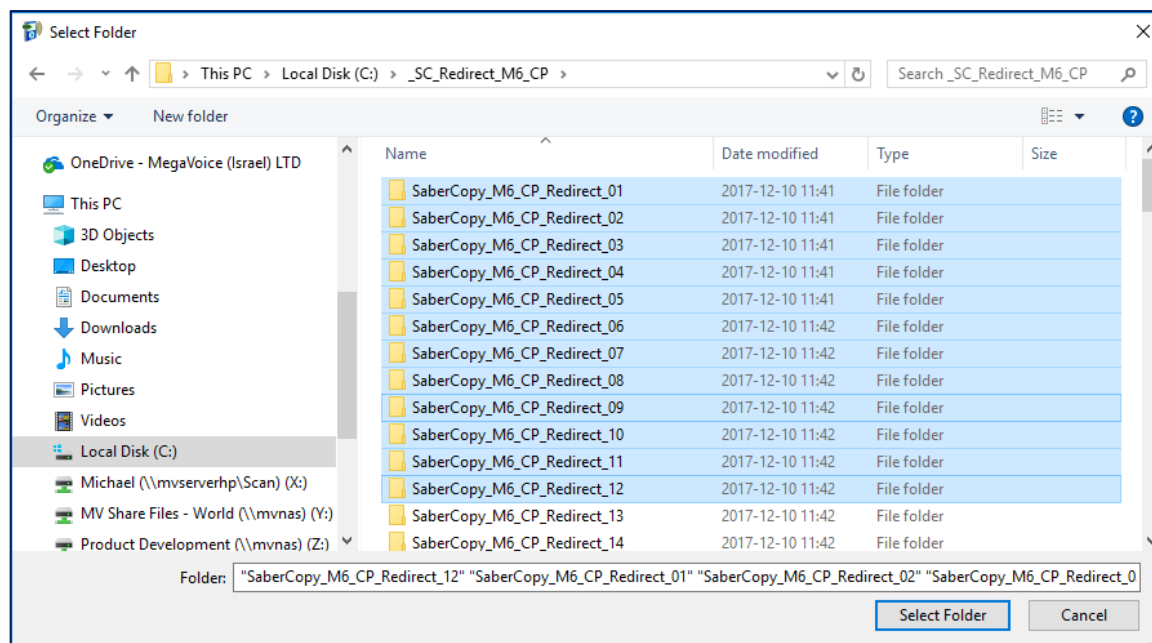 Select Folder
This PC > Local Disk (C:) > _SC_Redirect_M6_CP >
Search _SC_Redirect_M6_CP
Organize
New folder
?
OneDrive - MegaVoice (Israel) LTD
This PC
3D Objects
Desktop
Documents
Downloads
Music
Pictures
Videos
Local Disk (C:)
Michael (\\mvserverhp\Scan) (X:)
MV Share Files - World (\\mvnas) (Y:)
Product Development (\\mvnas) (Z:)
Name Date modified Type Size
SaberCopy_M6_CP_Redirect_01 2017-12-10 11:41 File folder
SaberCopy_M6_CP_Redirect_02 2017-12-10 11:41 File folder
SaberCopy_M6_CP_Redirect_03 2017-12-10 11:41 File folder
SaberCopy_M6_CP_Redirect_04 2017-12-10 11:41 File folder
SaberCopy_M6_CP_Redirect_05 2017-12-10 11:41 File folder
SaberCopy_M6_CP_Redirect_06 2017-12-10 11:42 File folder
SaberCopy_M6_CP_Redirect_07 2017-12-10 11:42 File folder
SaberCopy_M6_CP_Redirect_08 2017-12-10 11:42 File folder
SaberCopy_M6_CP_Redirect_09 2017-12-10 11:42 File folder
SaberCopy_M6_CP_Redirect_10 2017-12-10 11:42 File folder
SaberCopy_M6_CP_Redirect_11 2017-12-10 11:42 File folder
SaberCopy_M6_CP_Redirect_12 2017-12-10 11:42 File folder
SaberCopy_M6_CP_Redirect_13 2017-12-10 11:42 File folder
SaberCopy_M6_CP_Redirect_14 2017-12-10 11:42 File folder
Folder: "SaberCopy_M6_CP_Redirect_12" "SaberCopy_M6_CP_Redirect_01" "SaberCopy_M6_CP_Redirect_02" "SaberCopy_M6_CP_Redirect_0
Select Folder Cancel